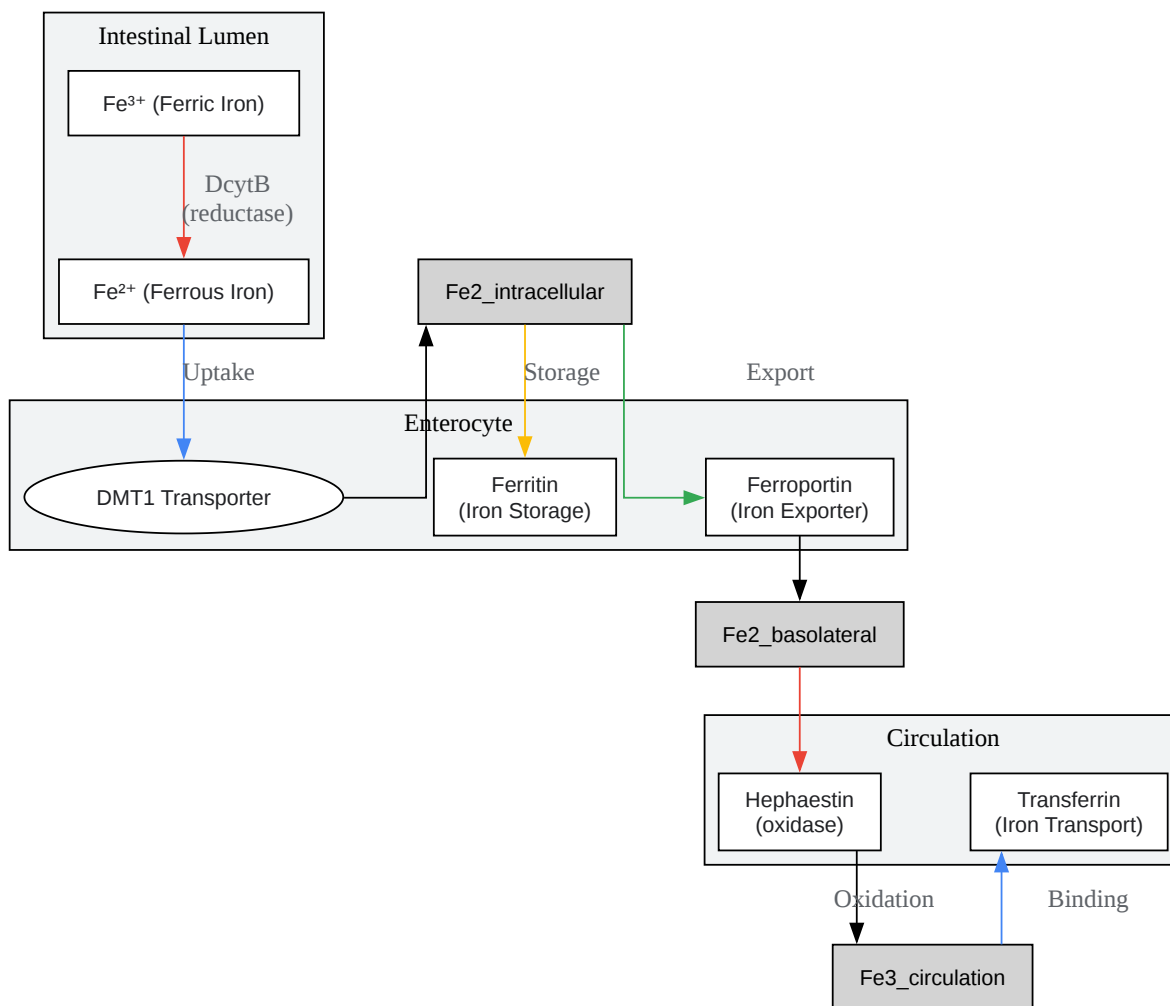 Intestinal Lumen
Fe³⁺ (Ferric Iron)
DcytB
(reductase)
Fe²⁺ (Ferrous Iron)
Fe2_intracellular
Uptake
Storage
Export
Enterocyte
DMT1 Transporter
Ferritin
(Iron Storage)
Ferroportin
(Iron Exporter)
Fe2_basolateral
Circulation
Hephaestin
(oxidase)
Transferrin
(Iron Transport)
Oxidation
Binding
Fe3_circulation